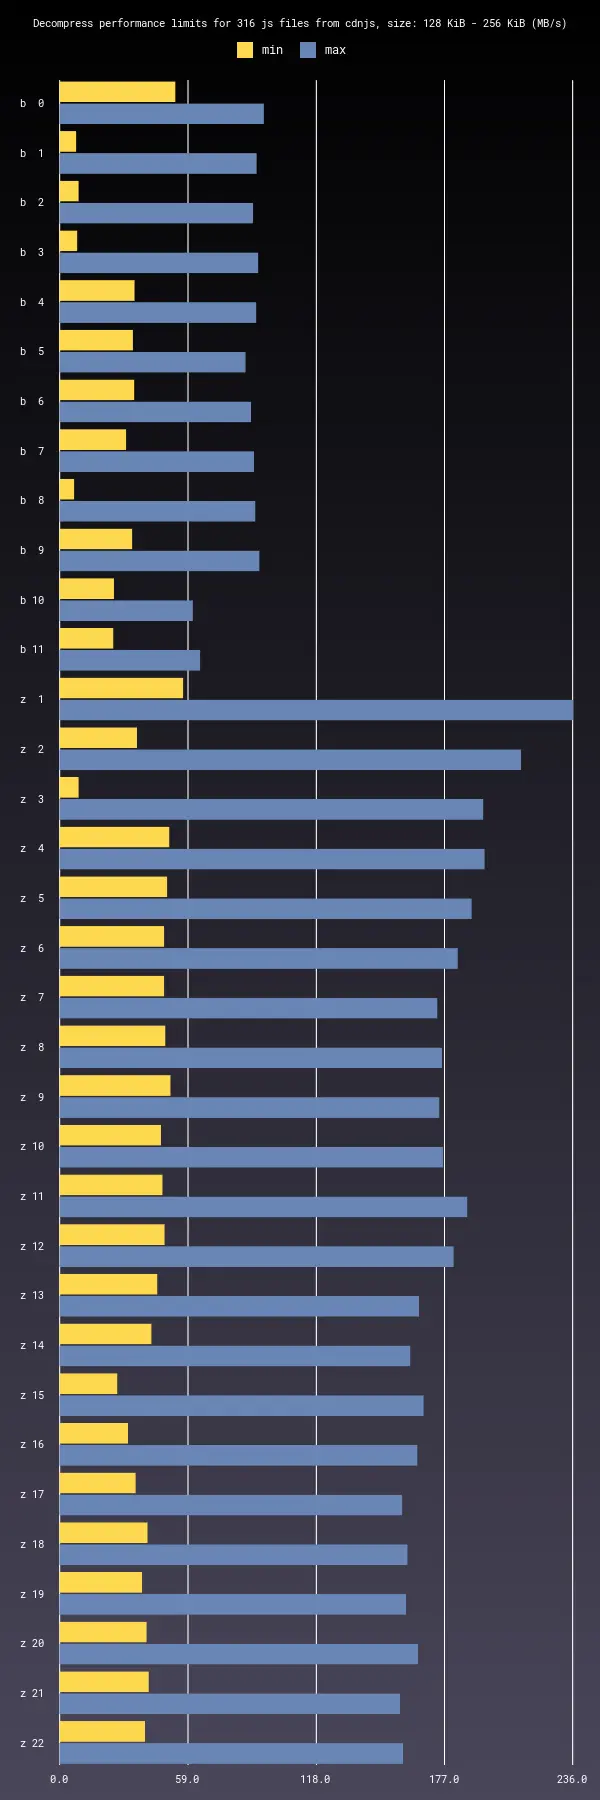 Decompress performance limits for 316 js files from cdnjs, size: 128 KiB - 256 KiB (MB/s)
min max
b 0
b 1
b 2
b 3
b 4
b 5
b 6
b 7
b 8
b 9
b 10
b 11
z 1
z 2
z 3
z 4
z 5
z 6
z 7
z 8
z 9
z 10
z 11
z 12
z 13
z 14
z 15
z 16
z 17
z 18
z 19
z 20
z 21
z 22
0.0 59.0 118.0 177.0 236.0